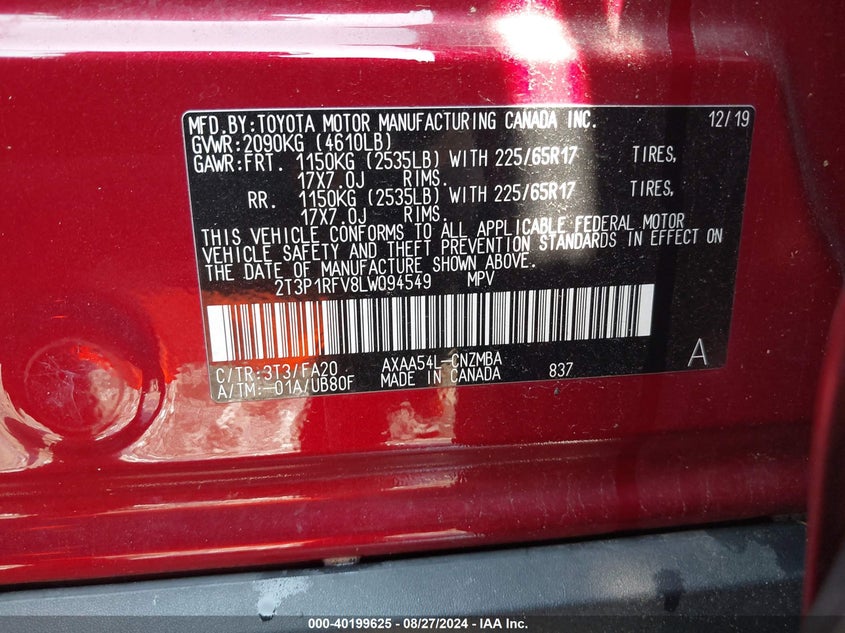 MFD.BY:TOYOTA MOTOR MANUFACTURING CANADA INC. 12/19
GVWR:2090KG (4610LB)
GAWR:FRT. 1150KG (2535LB) WITH 225/65R17 TIRES,
17X7.0J RIMS.
RR. 1150KG (2535LB) WITH 225/65R17 TIRES,
17X7.0J RIMS.
THIS VEHICLE CONFORMS TO ALL APPLICABLE FEDERAL MOTOR
VEHICLE SAFETY AND THEFT PREVENTION STANDARDS IN EFFECT ON
THE DATE OF MANUFACTURE SHOWN ABOVE.
2T3P1RFV8LW094549 MPV
C/TR:3T3/FA20 AXAA54L-CNZMBA A
A/TM:-01A/UB80F MADE IN CANADA 837
000-40199625 - 08/27/2024 - IAA Inc.